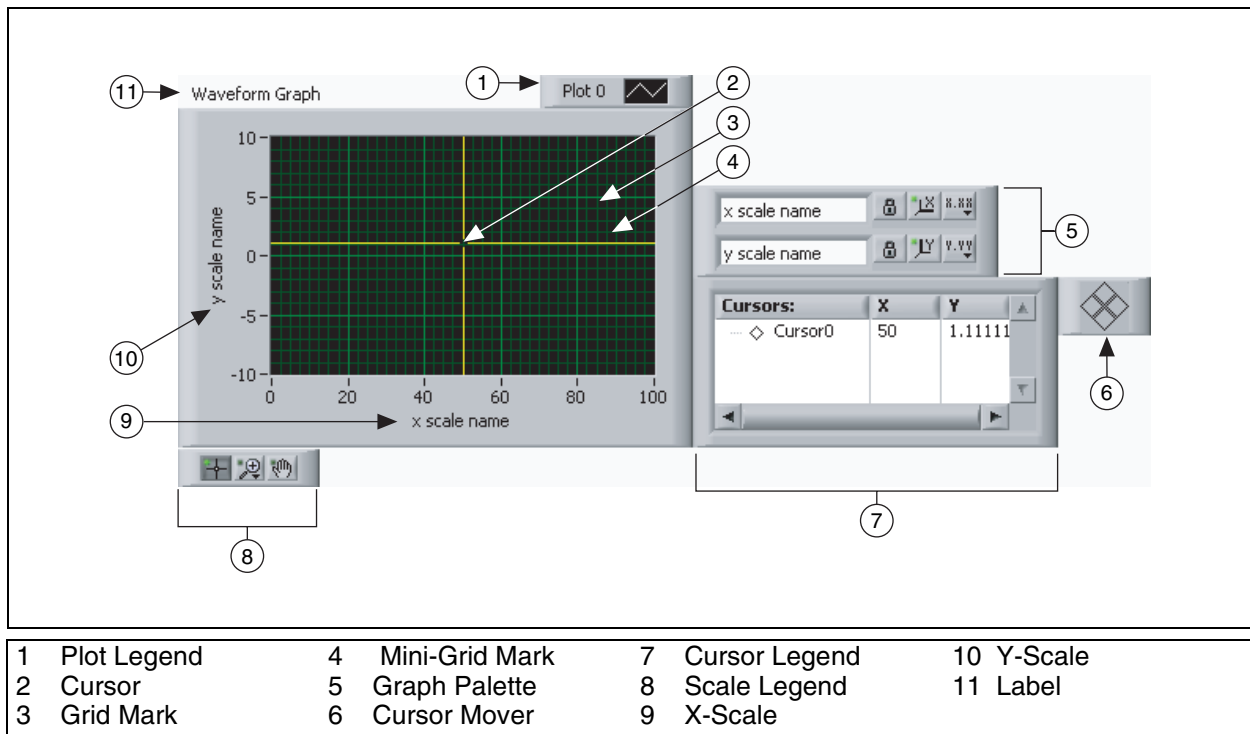 11
Waveform Graph
1
Plot 0
2
3
4
10
5
0
-5
-10
y scale name
10
0 20 40 60 80 100
9
x scale name
8
x scale name X.XX
y scale name Y.YY
5
Cursors: X Y
Cursor0 50 1.11111
6
7
1 Plot Legend 4 Mini-Grid Mark 7 Cursor Legend 10 Y-Scale
2 Cursor 5 Graph Palette 8 Scale Legend 11 Label
3 Grid Mark 6 Cursor Mover 9 X-Scale